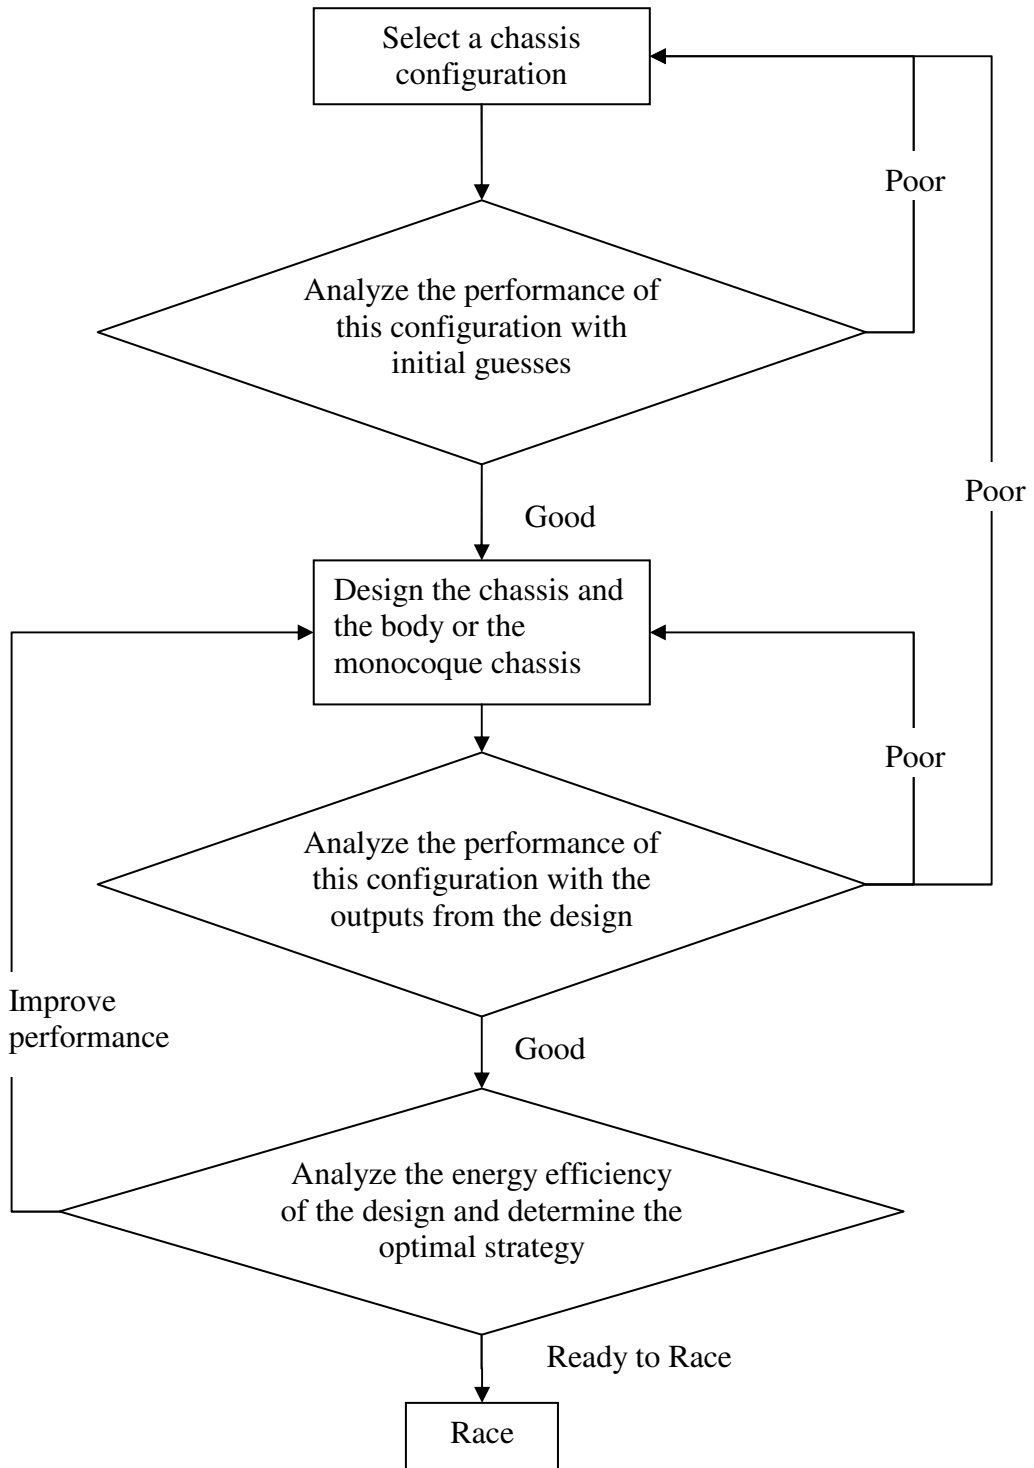 Select a chassis
configuration
Poor
Analyze the performance of
this configuration with
initial guesses
Poor
Good
Design the chassis and
the body or the
monocoque chassis
Poor
Analyze the performance of
this configuration with the
outputs from the design
Improve
performance
Good
Analyze the energy efficiency
of the design and determine the
optimal strategy
Ready to Race
Race